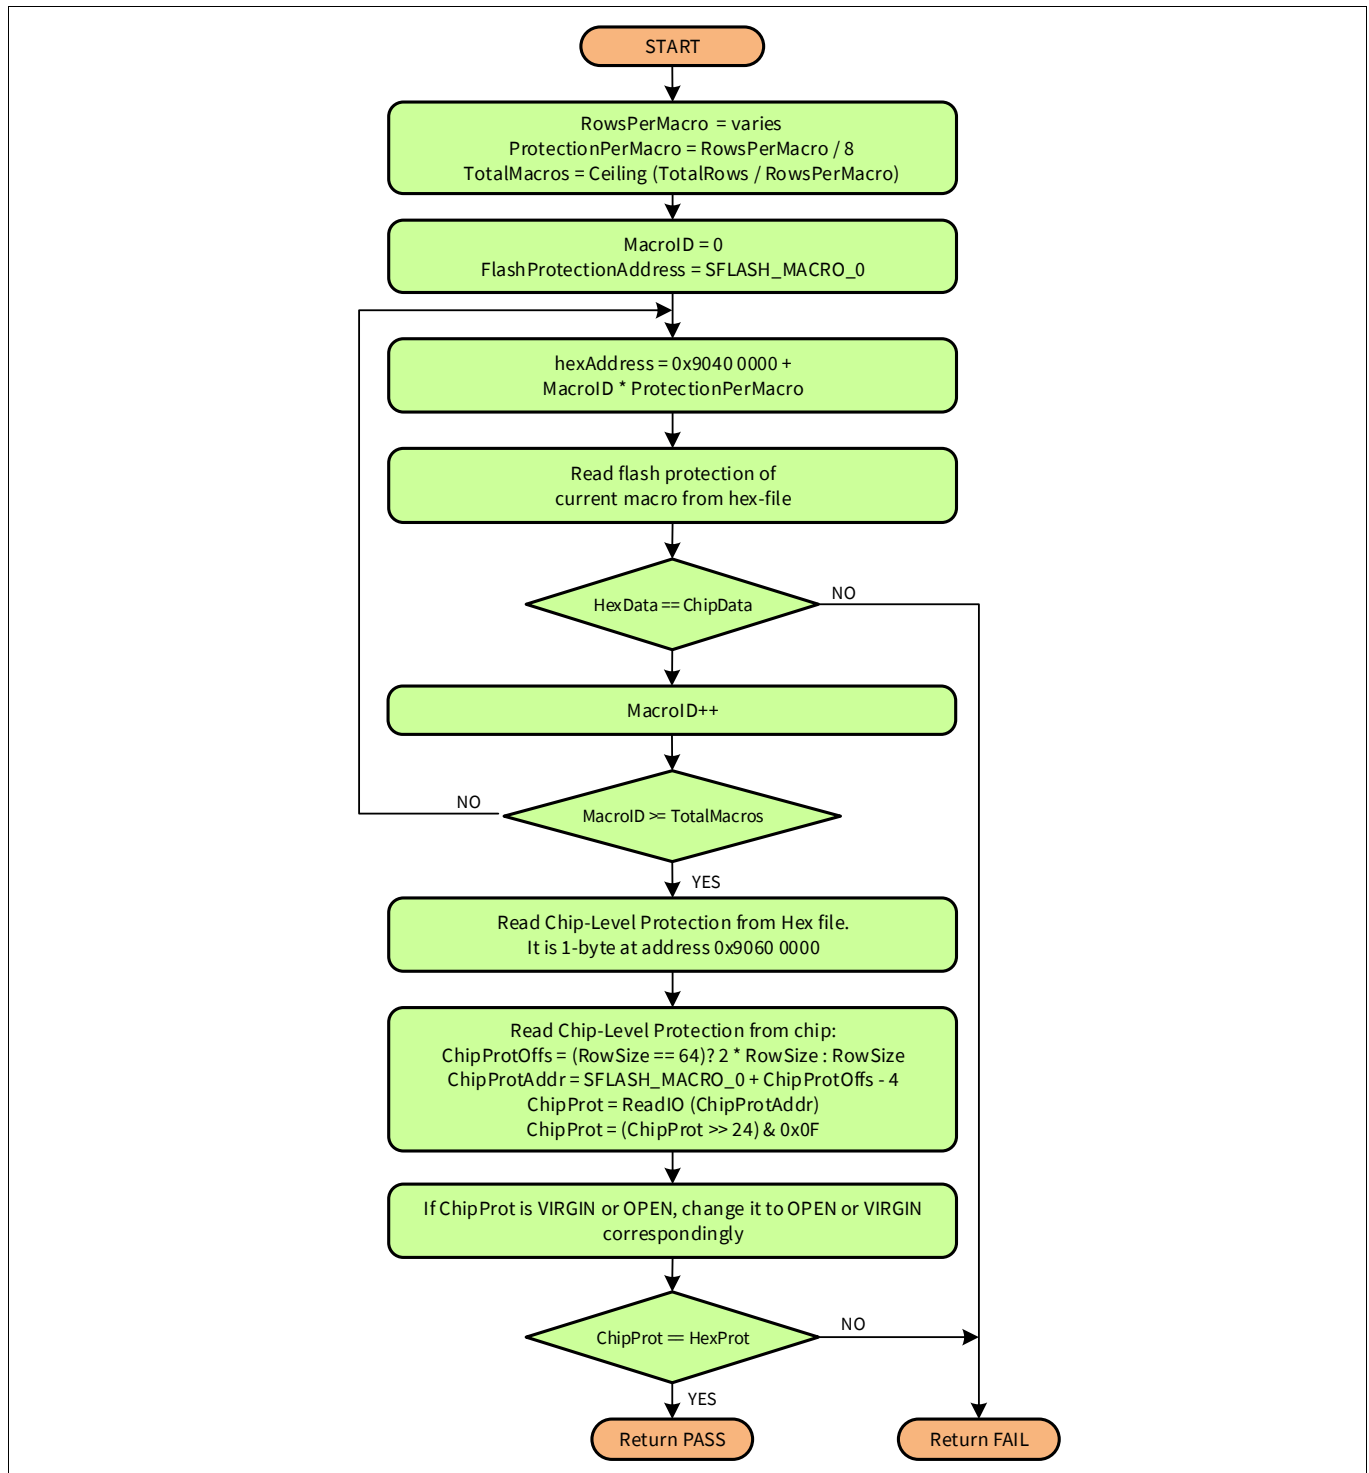 START
RowsPerMacro = varies
ProtectionPerMacro = RowsPerMacro / 8
TotalMacros = Ceiling (TotalRows / RowsPerMacro)
MacroID = 0
FlashProtectionAddress = SFLASH_MACRO_0
hexAddress = 0x9040 0000 +
MacroID * ProtectionPerMacro
Read flash protection of
current macro from hex-file
HexData == ChipData
NO
MacroID++
MacroID >= TotalMacros
NO
YES
Read Chip-Level Protection from Hex file.
It is 1-byte at address 0x9060 0000
Read Chip-Level Protection from chip:
ChipProtOffs = (RowSize == 64)? 2 * RowSize : RowSize
ChipProtAddr = SFLASH_MACRO_0 + ChipProtOffs - 4
ChipProt = ReadIO (ChipProtAddr)
ChipProt = (ChipProt >> 24) & 0x0F
If ChipProt is VIRGIN or OPEN, change it to OPEN or VIRGIN
correspondingly
ChipProt == HexProt
NO
YES
Return PASS
Return FAIL